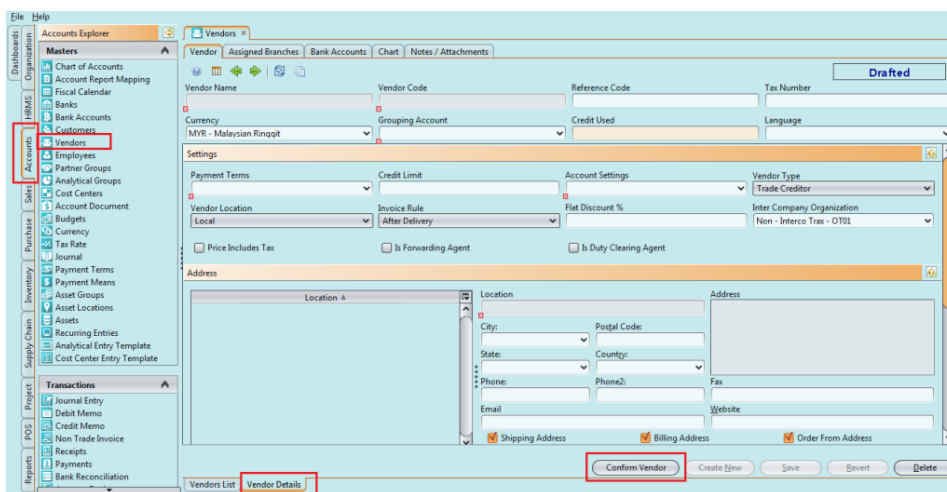 File Help
Dashboards
Organization
HRMS
Accounts
Sales
Purchase
Inventory
Supply Chain
Project
POS
Reports
Accounts Explorer
Masters
Chart of Accounts
Account Report Mapping
Fiscal Calendar
Banks
Bank Accounts
Customers
Vendors
Employees
Partner Groups
Analytical Groups
Cost Centers
Account Document
Budgets
Currency
Tax Rate
Journal
Payment Terms
Payment Means
Asset Groups
Asset Locations
Assets
Recurring Entries
Analytical Entry Template
Cost Center Entry Template
Transactions
Journal Entry
Debit Memo
Credit Memo
Non Trade Invoice
Receipts
Payments
Bank Reconciliation
Vendors ×
Vendor Assigned Branches Bank Accounts Chart Notes / Attachments
Drafted
Vendor Name Vendor Code Reference Code Tax Number
Currency Grouping Account Credit Used Language
MYR - Malaysian Ringgit
Settings
Payment Terms Credit Limit Account Settings Vendor Type
Trade Creditor
Vendor Location Invoice Rule Flat Discount % Inter Company Organization
Local After Delivery Non - Interco Trax - OT01
Price Includes Tax Is Forwarding Agent Is Duty Clearing Agent
Address
Location Location Address
City: Postal Code:
State: Country:
Phone: Phone2: Fax
Email Website
Shipping Address Billing Address Order From Address
Confirm Vendor Create New Save Revert Delete
Vendors List Vendor Details